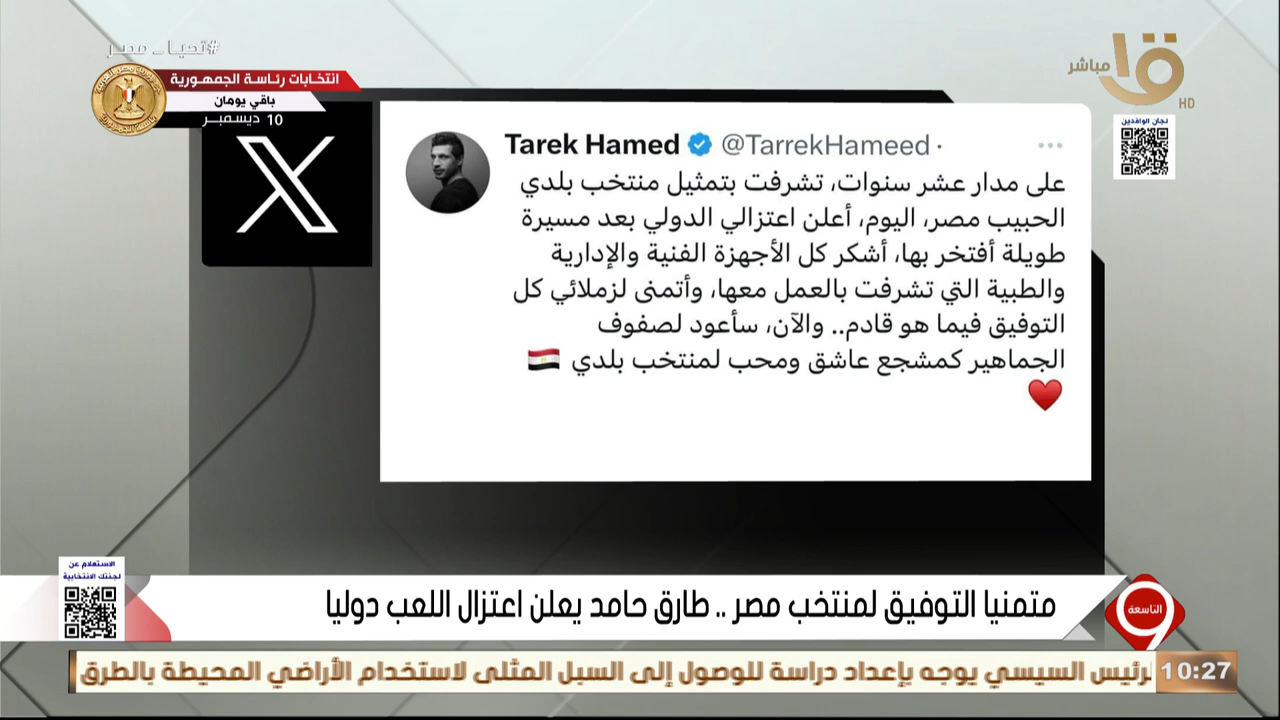 #تحيا_مصر
انتخابات رئاسة الجمهورية
باقي يومان
10 ديسمبر
مباشر
HD
لجان الوافدين
Tarek Hamed @TarrekHameed ·
على مدار عشر سنوات، تشرفت بتمثيل منتخب بلدي
الحبيب مصر، اليوم، أعلن اعتزالي الدولي بعد مسيرة
طويلة أفتخر بها، أشكر كل الأجهزة الفنية والإدارية
والطبية التي تشرفت بالعمل معها، وأتمنى لزملائي كل
التوفيق فيما هو قادم.. والآن، سأعود لصفوف
الجماهير كمشجع عاشق ومحب لمنتخب بلدي 🇪🇬
♥️
الاستعلام عن
لجنتك الانتخابية
متمنيا التوفيق لمنتخب مصر .. طارق حامد يعلن اعتزال اللعب دوليا
التاسعة
9
10:27
لرئيس السيسي يوجه بإعداد دراسة للوصول إلى السبل المثلى لاستخدام الأراضي المحيطة بالطرق